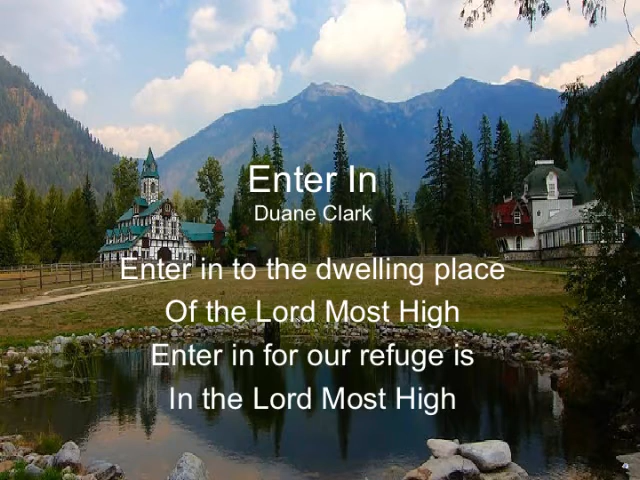 Enter In
Duane Clark
Enter in to the dwelling place
Of the Lord Most High
Enter in for our refuge is
In the Lord Most High